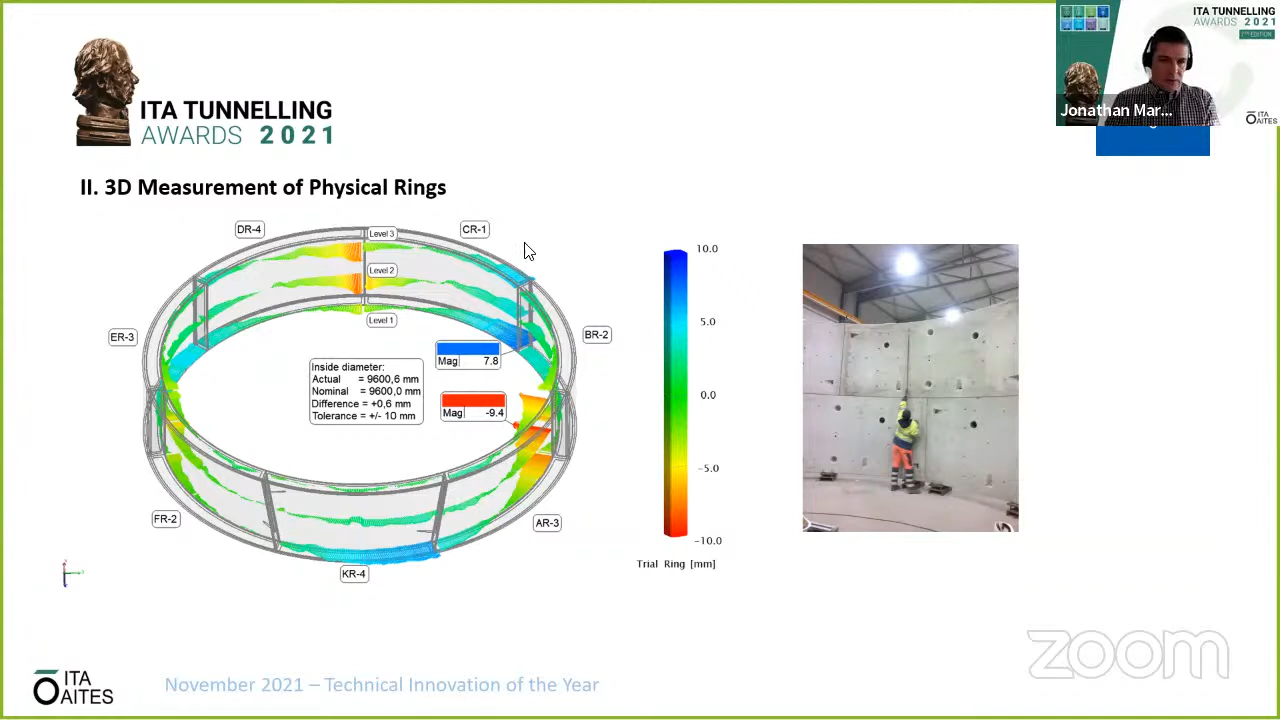 ITA TUNNELLING
AWARDS 2021
ITA TUNNELLING
AWARDS 2021
Jonathan Mar...
ITA
AITES
II. 3D Measurement of Physical Rings
DR-4
Level 3
CR-1
Level 2
Level 1
ER-3
BR-2
Mag 7.8
Inside diameter:
Actual = 9600,6 mm
Nominal = 9600,0 mm
Difference = +0,6 mm
Tolerance = +/- 10 mm
Mag -9.4
FR-2
AR-3
KR-4
10.0
5.0
0.0
-5.0
-10.0
Trial Ring [mm]
zoom
ITA
AITES
November 2021 – Technical Innovation of the Year